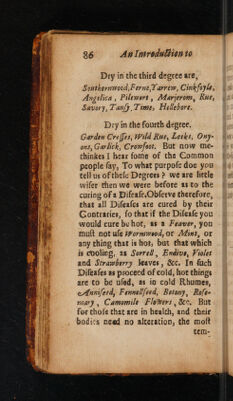 86 An Introduction to
Dry in the third degree are,
Southernwood, Ferne, Yarrow, Cinkfoyle,
Angelica, Pilewort, Marjerom, Rue,
Savory, Tansy, Time, Hellebore.
Dry in the fourth degree.
Garden Cresses, Wild Rue, Leeks, Ony-
ons, Garlick, Crowfoot. But now me-
thinkes I hear some of the Common
people say, To what purpose doe you
tell us of these Degrees? we are little
wiser then we were before as to the
curing of a Disease. Observe therefore,
that all Diseases are cured by their
Contraries, so that if the Disease you
would cure be hot, as a Feaver, you
must not use Wormwood, or Mint, or
any thing that is hot, but that which
is cooling, as Sorrell, Endive, Violet
and Strawberry leaves, &c. In such
Diseases as proceed of cold, hot things
are to be used, as in cold Rhumes,
Anniseed, Fennellseed, Betony, Rose-
mary, Camomile Flowers, &c. But
for those that are in health, and their
bodies need no alteration, the most
tem-